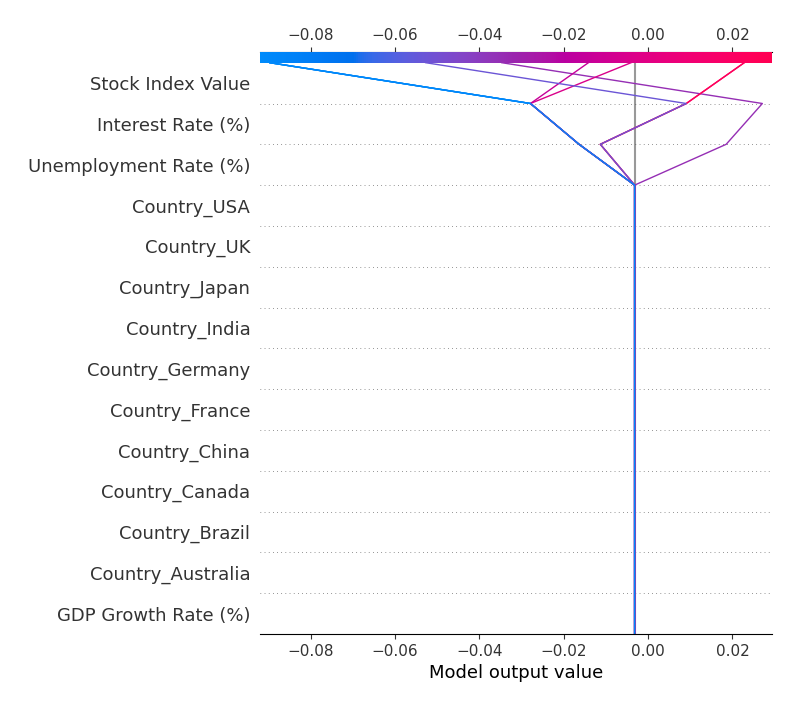 −0.08 −0.06 −0.04 −0.02 0.00 0.02
Stock Index Value
Interest Rate (%)
Unemployment Rate (%)
Country_USA
Country_UK
Country_Japan
Country_India
Country_Germany
Country_France
Country_China
Country_Canada
Country_Brazil
Country_Australia
GDP Growth Rate (%)
−0.08 −0.06 −0.04 −0.02 0.00 0.02
Model output value